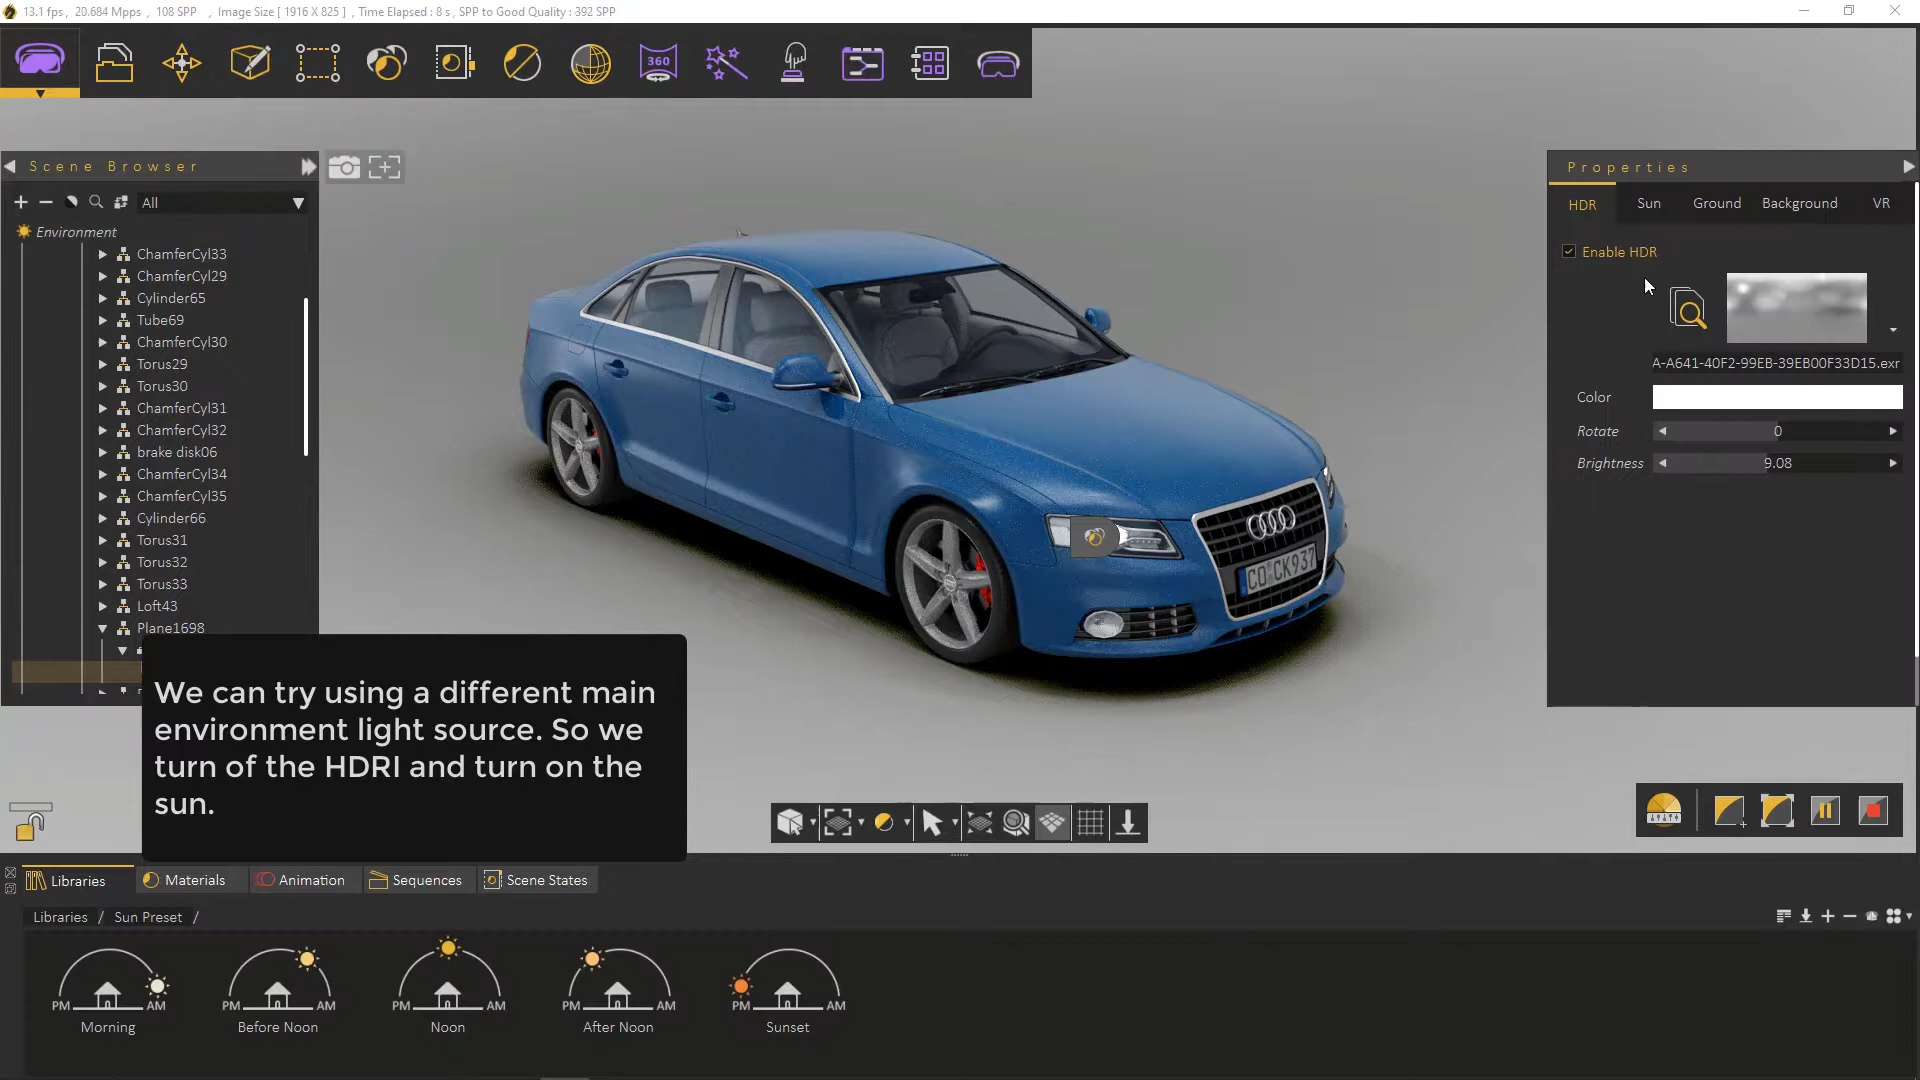 13.1 fps , 20.684 Mpps , 108 SPP , Image Size [ 1916 X 825 ] , Time Elapsed : 8 s , SPP to Good Quality : 392 SPP
360
Scene Browser
All
Environment
ChamferCyl33
ChamferCyl29
Cylinder65
Tube69
ChamferCyl30
Torus29
Torus30
ChamferCyl31
ChamferCyl32
brake disk06
ChamferCyl34
ChamferCyl35
Cylinder66
Torus31
Torus32
Torus33
Loft43
Plane1698
CO CK937
Properties
HDR Sun Ground Background VR
Enable HDR
A-A641-40F2-99EB-39EB00F33D15.exr
Color
Rotate 0
Brightness 9.08
We can try using a different main
environment light source. So we
turn of the HDRI and turn on the
sun.
Libraries Materials Animation Sequences Scene States
Libraries / Sun Preset /
PM AM PM AM PM AM PM AM PM AM
Morning Before Noon Noon After Noon Sunset